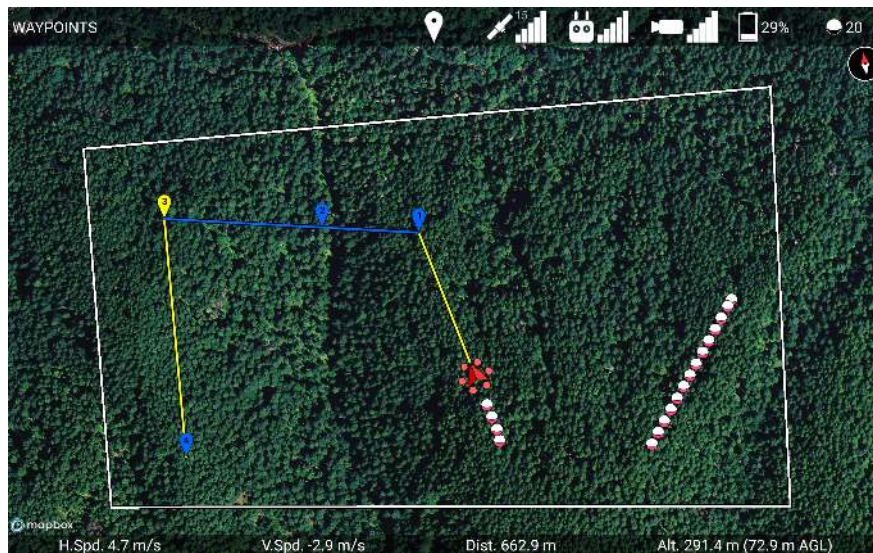 WAYPOINTS
15
29%
20
3
2
1
4
mapbox
H.Spd. 4.7 m/s
V.Spd. -2.9 m/s
Dist. 662.9 m
Alt. 291.4 m (72.9 m AGL)